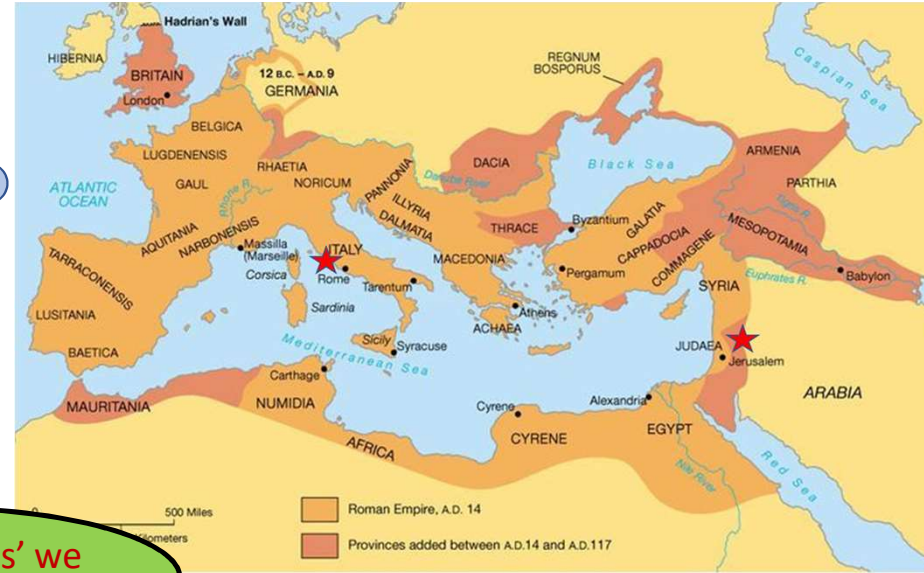 Hadrian's Wall
HIBERNIA
BRITAIN
London
12 B.C. – A.D. 9
GERMANIA
REGNUM
BOSPORUS
Caspian Sea
BELGICA
LUGDENENSIS
RHAETIA
GAUL
NORICUM
PANNONIA
DACIA
Black Sea
ARMENIA
ATLANTIC
OCEAN
Rhone R.
ILLYRIA
Danube River
PARTHIA
DALMATIA
THRACE
Byzantium
GALATIA
Tigris R.
MESOPOTAMIA
AQUITANIA
NARBONENSIS
Massilla
(Marseille)
ITALY
MACEDONIA
CAPPADOCIA
COMMAGENE
Corsica
Rome
Pergamum
Babylon
TARRACONENSIS
Tarentum
SYRIA
Euphrates R.
LUSITANIA
Sardinia
Athens
ACHAEA
BAETICA
Sicily
Syracuse
JUDAEA
Jerusalem
Mediterranean Sea
Carthage
MAURITANIA
NUMIDIA
Cyrene
Alexandria
ARABIA
AFRICA
CYRENE
EGYPT
Nile River
Red Sea
0
500 Miles
Kilometers
Roman Empire, A.D. 14
Provinces added between A.D.14 and A.D.117
s' we